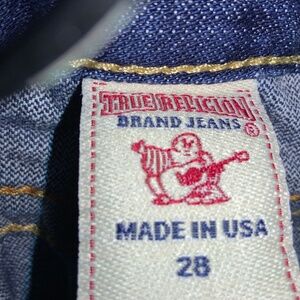 TRUE RELIGION
BRAND JEANS®
MADE IN USA
28